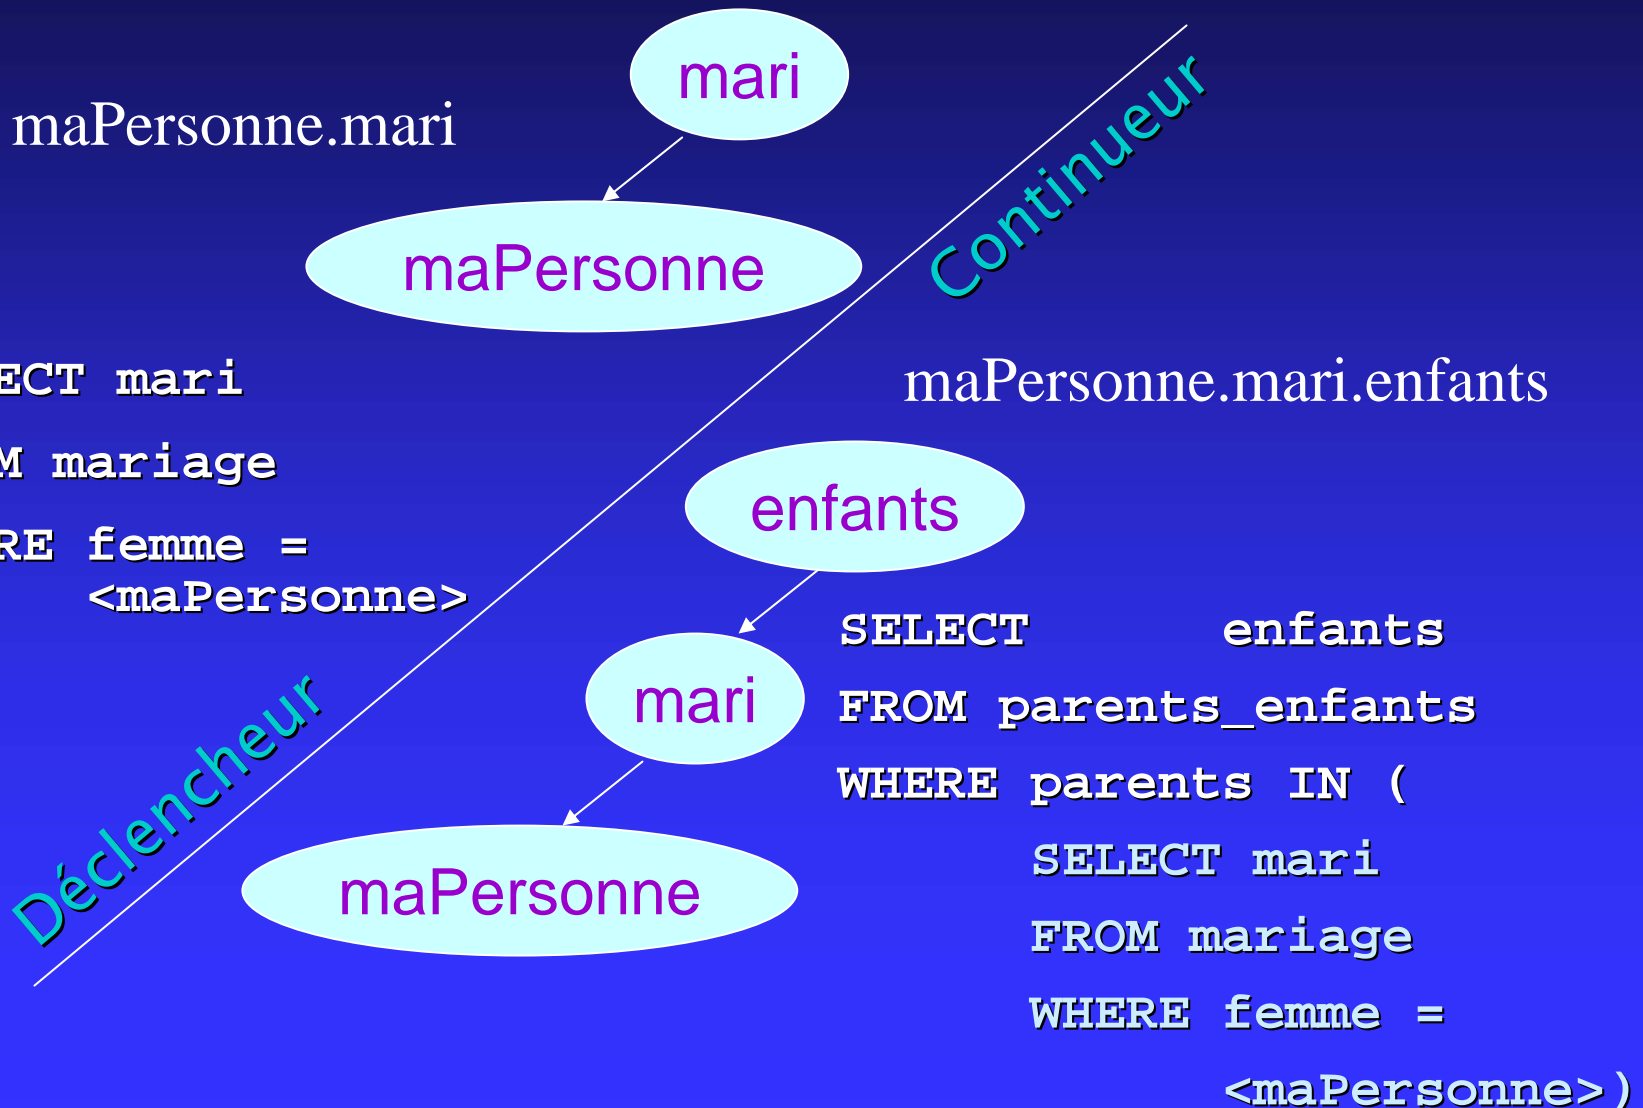 maPersonne.mari
mari
maPersonne
ECT mari
M mariage
RE femme =
<maPersonne>
Déclencheur
Continueur
maPersonne.mari.enfants
enfants
mari
maPersonne
SELECT enfants
FROM parents_enfants
WHERE parents IN (
SELECT mari
FROM mariage
WHERE femme =
<maPersonne>)